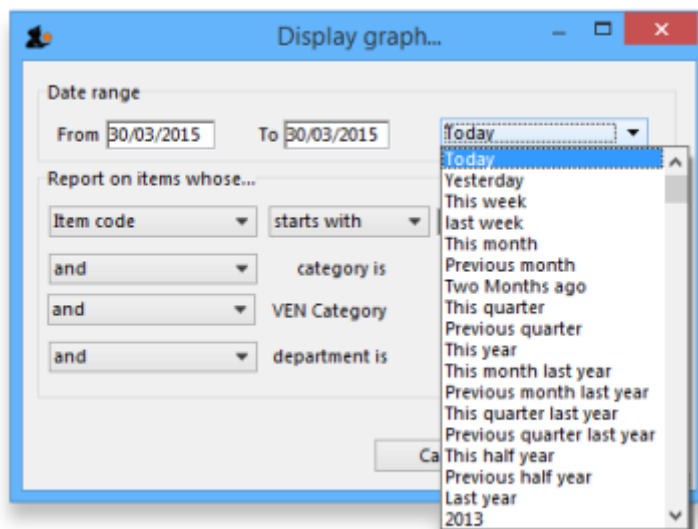 Display graph...
Date range
From 30/03/2015 To 30/03/2015 Today
Report on items whose...
Item code starts with
and category is
and VEN Category
and department is
Ca
Today
Yesterday
This week
last week
This month
Previous month
Two Months ago
This quarter
Previous quarter
This year
This month last year
Previous month last year
This quarter last year
Previous quarter last year
This half year
Previous half year
Last year
2013